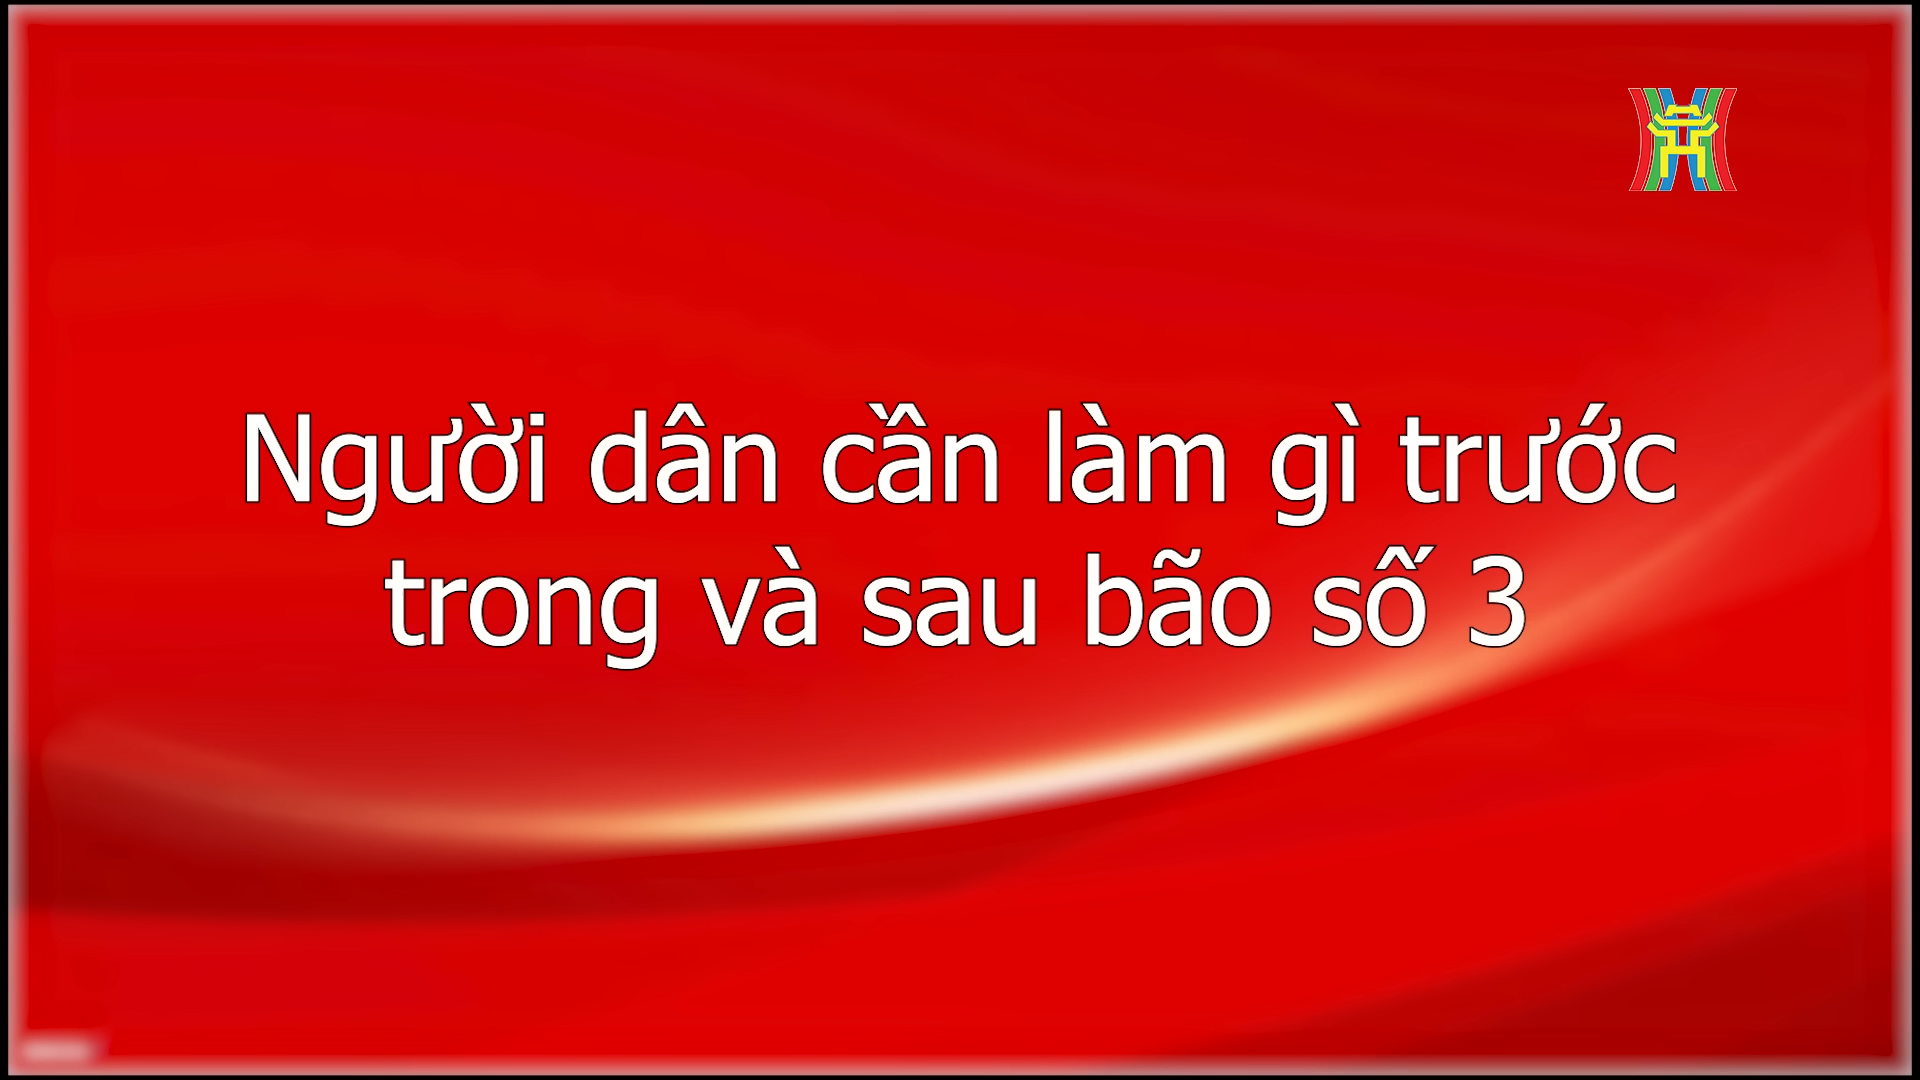 Người dân cần làm gì trước
trong và sau bão số 3